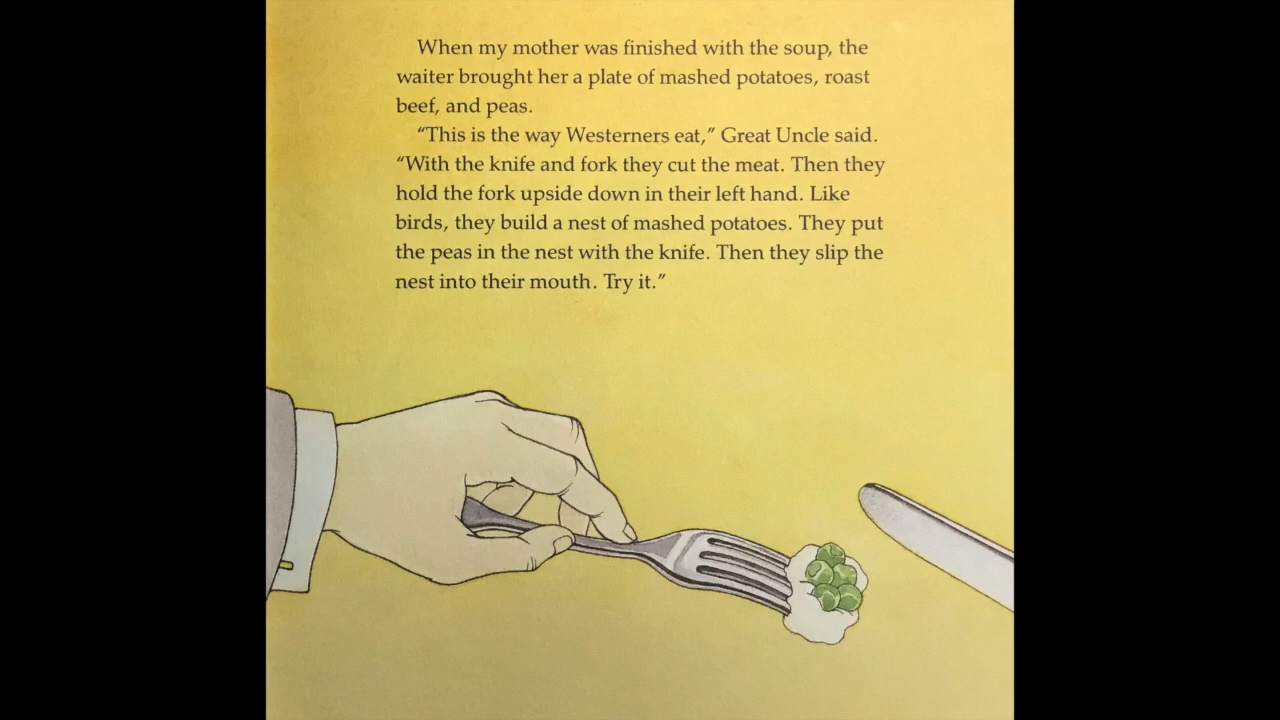 When my mother was finished with the soup, the
waiter brought her a plate of mashed potatoes, roast
beef, and peas.
“This is the way Westerners eat,” Great Uncle said.
“With the knife and fork they cut the meat. Then they
hold the fork upside down in their left hand. Like
birds, they build a nest of mashed potatoes. They put
the peas in the nest with the knife. Then they slip the
nest into their mouth. Try it.”